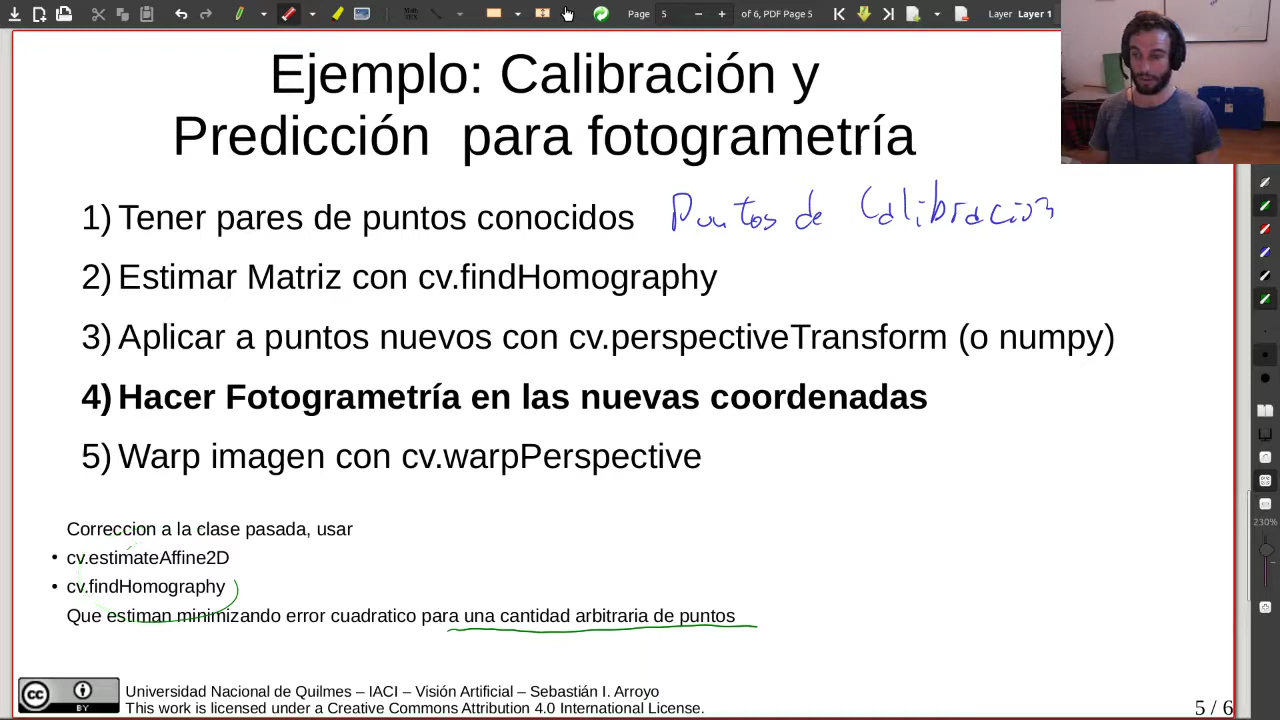 Page 5 of 6, PDF Page 5 Layer Layer 1
Ejemplo: Calibración y
Predicción para fotogrametría
1) Tener pares de puntos conocidos Puntos de Calibracion
2) Estimar Matriz con cv.findHomography
3) Aplicar a puntos nuevos con cv.perspectiveTransform (o numpy)
4) Hacer Fotogrametría en las nuevas coordenadas
5) Warp imagen con cv.warpPerspective
Correccion a la clase pasada, usar
• cv.estimateAffine2D
• cv.findHomography
Que estiman minimizando error cuadratico para una cantidad arbitraria de puntos
230%
cc BY
Universidad Nacional de Quilmes – IACI – Visión Artificial – Sebastián I. Arroyo
This work is licensed under a Creative Commons Attribution 4.0 International License.
5 / 6